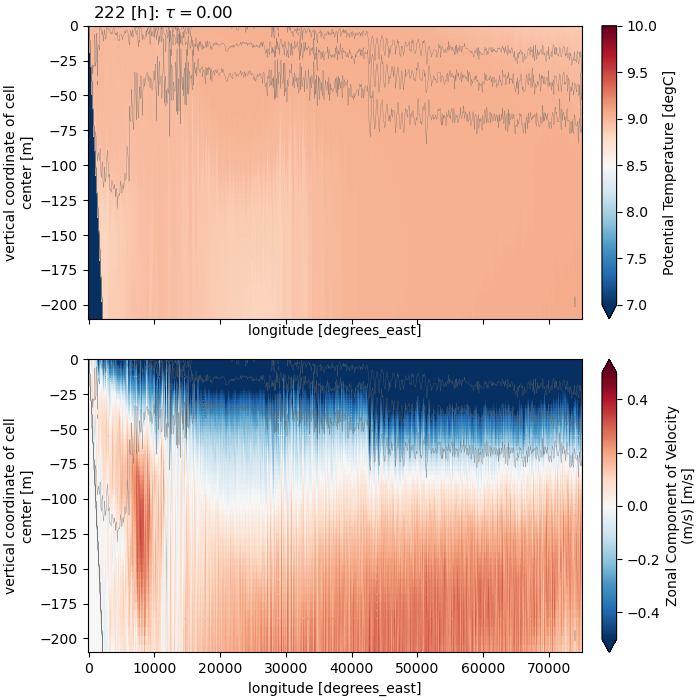 222 [h]: τ = 0.00
0
−25
−50
−75
−100
−125
−150
−175
−200
vertical coordinate of cell
center [m]
longitude [degrees_east]
10.0
9.5
9.0
8.5
8.0
7.5
7.0
Potential Temperature [degC]
0
−25
−50
−75
−100
−125
−150
−175
−200
vertical coordinate of cell
center [m]
0 10000 20000 30000 40000 50000 60000 70000
longitude [degrees_east]
0.4
0.2
0.0
−0.2
−0.4
Zonal Component of Velocity
(m/s) [m/s]